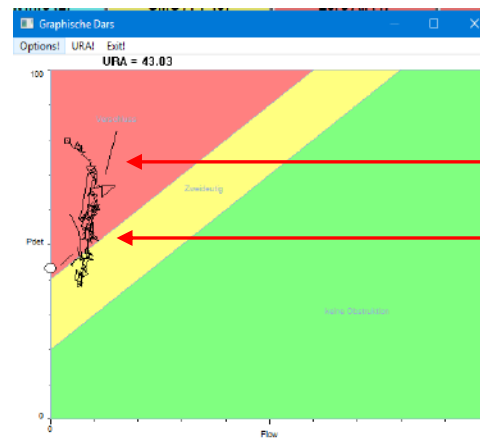 Graphische Dars
Options! URA! Exit!
URA = 43.03
100
Zweideutig
Pdet
keine Obstruktion
0
0
Flow